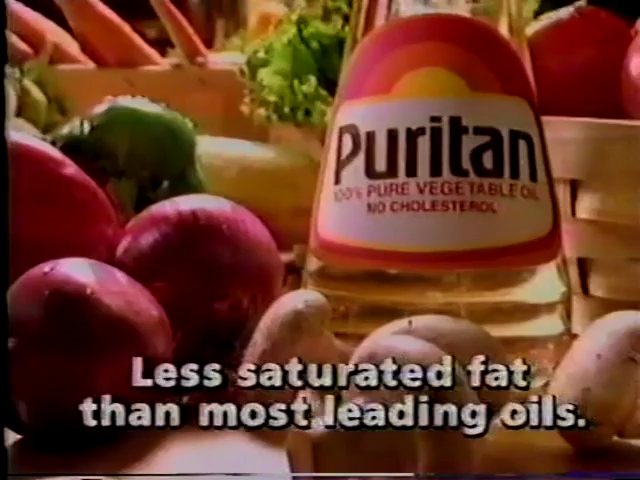 Puritan
100% PURE VEGETABLE OIL
NO CHOLESTEROL
Less saturated fat
than most leading oils.